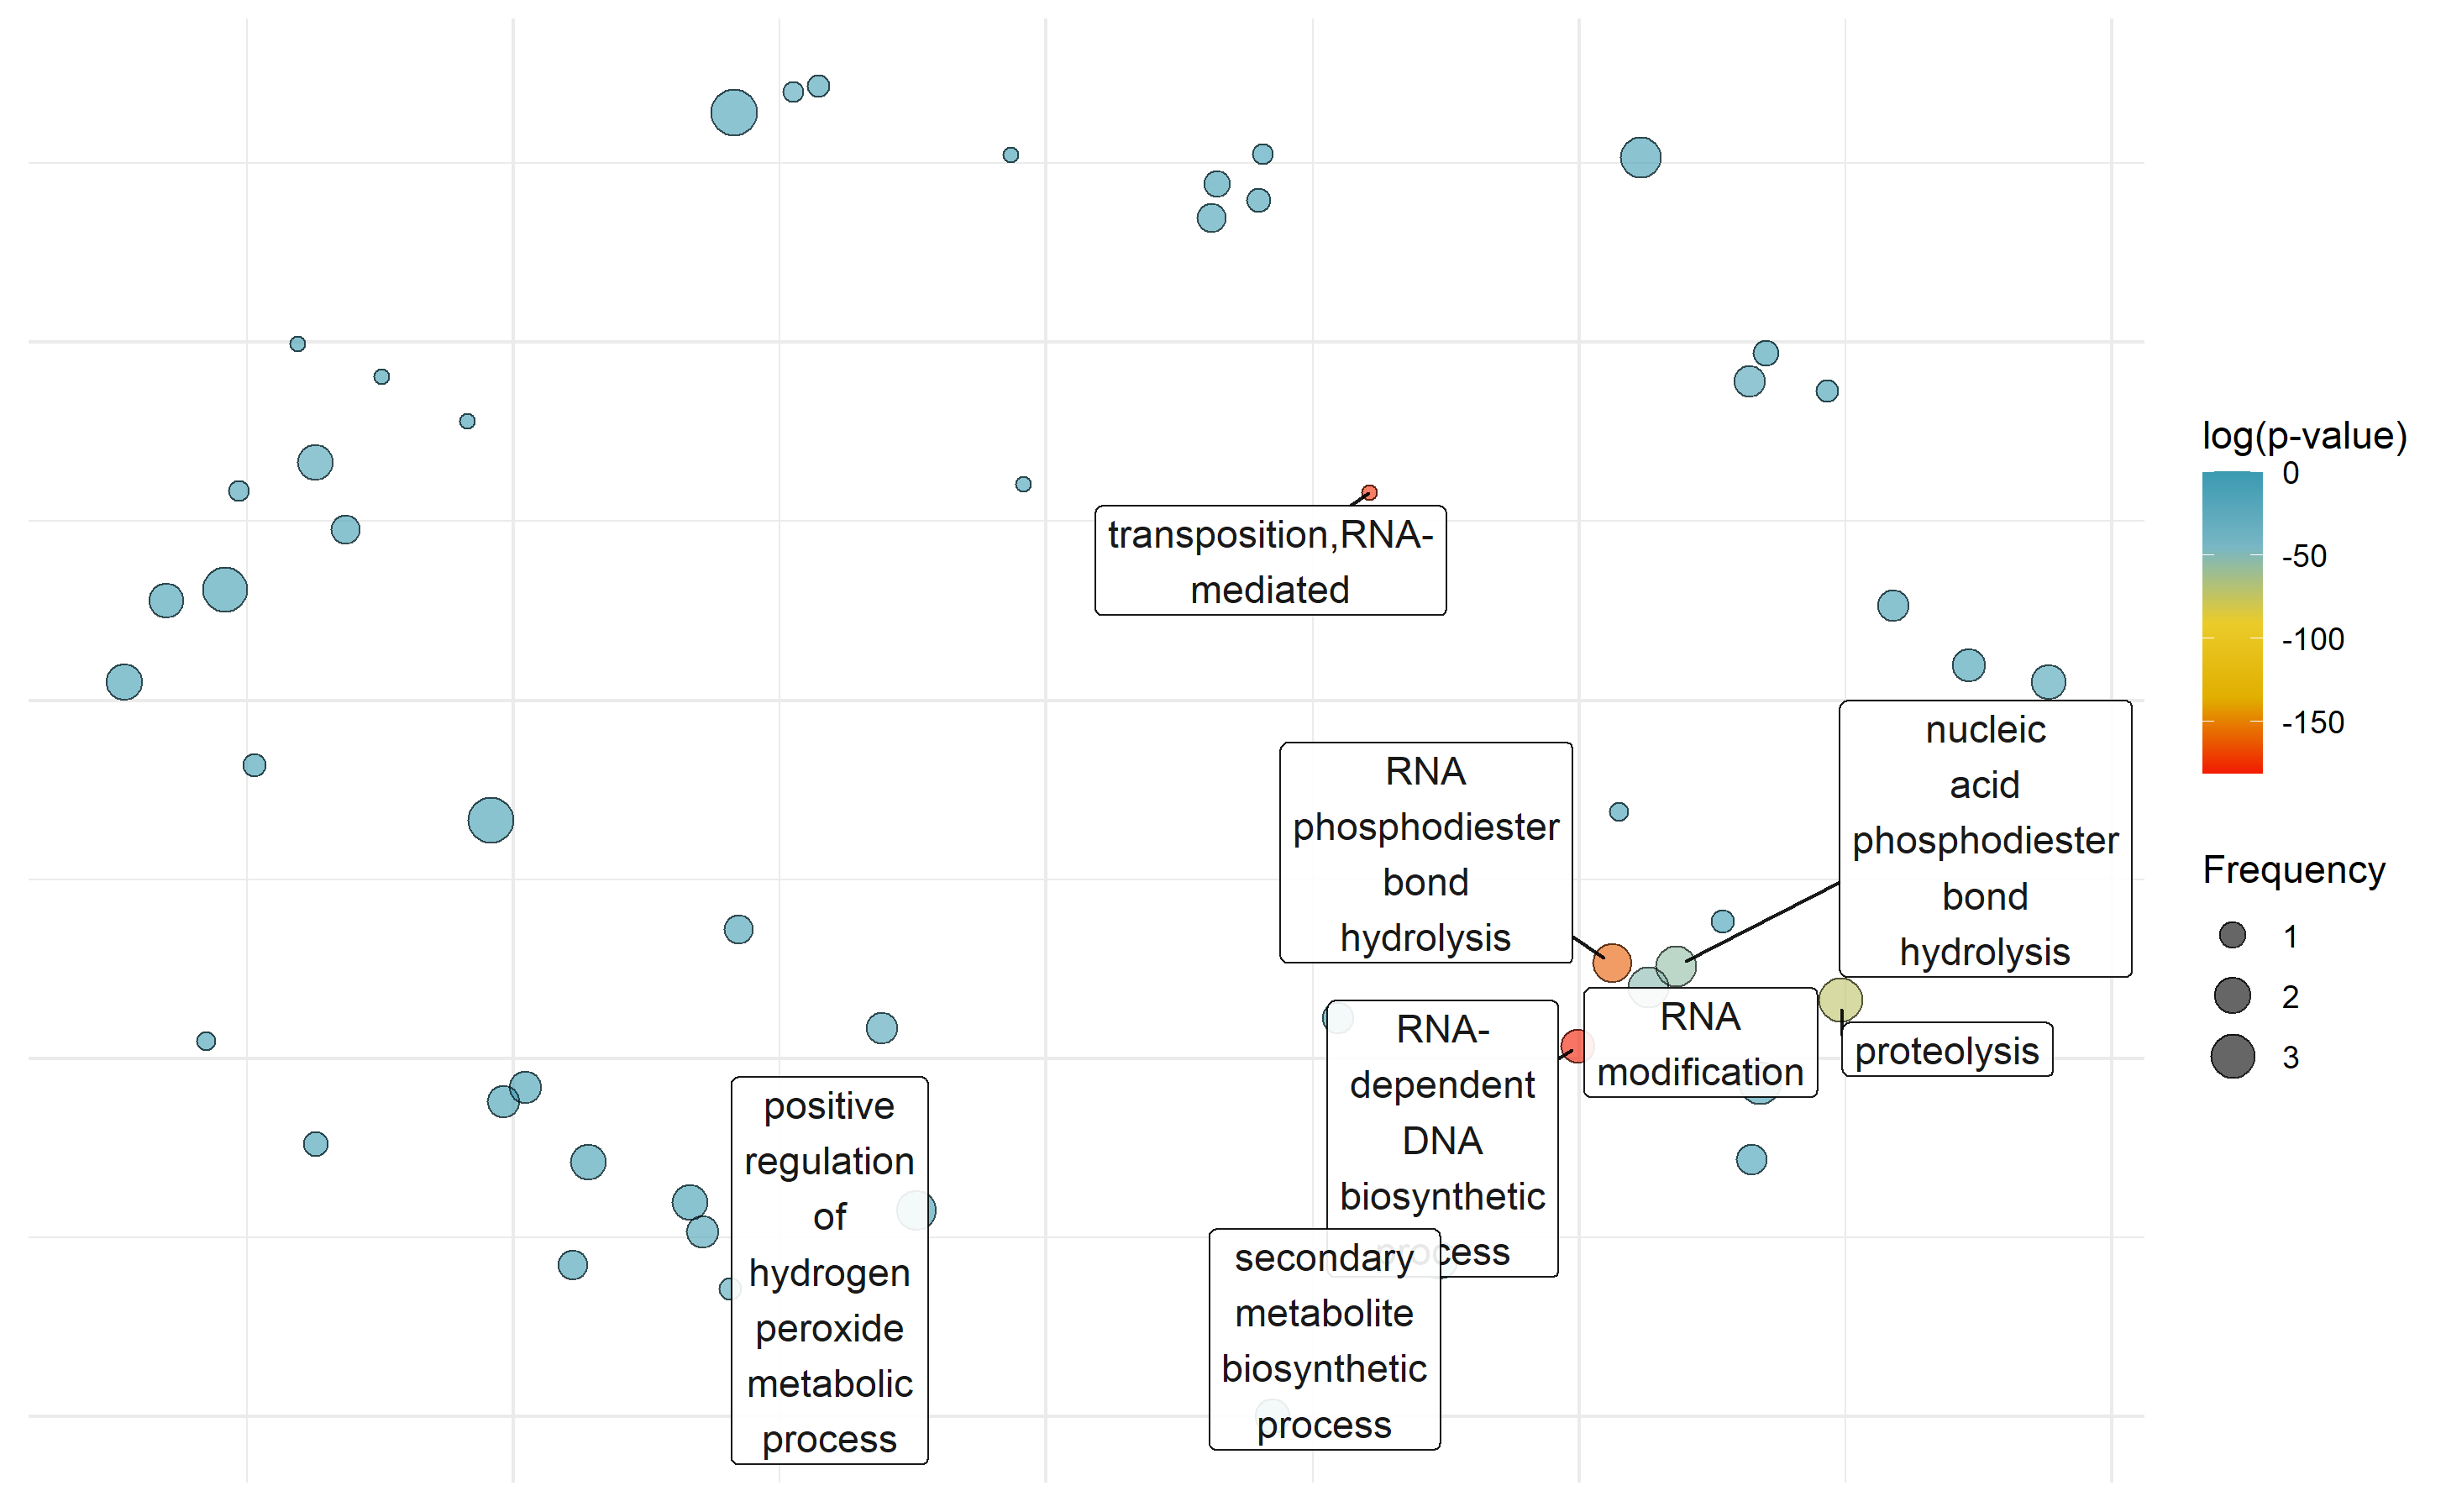 transposition,RNA-
mediated
RNA
phosphodiester
bond
hydrolysis
nucleic
acid
phosphodiester
bond
hydrolysis
RNA-
dependent
DNA
biosynthetic
process
RNA
modification
proteolysis
positive
regulation
of
hydrogen
peroxide
metabolic
process
secondary
metabolite
biosynthetic
process
log(p-value)
0
-50
-100
-150
Frequency
1
2
3